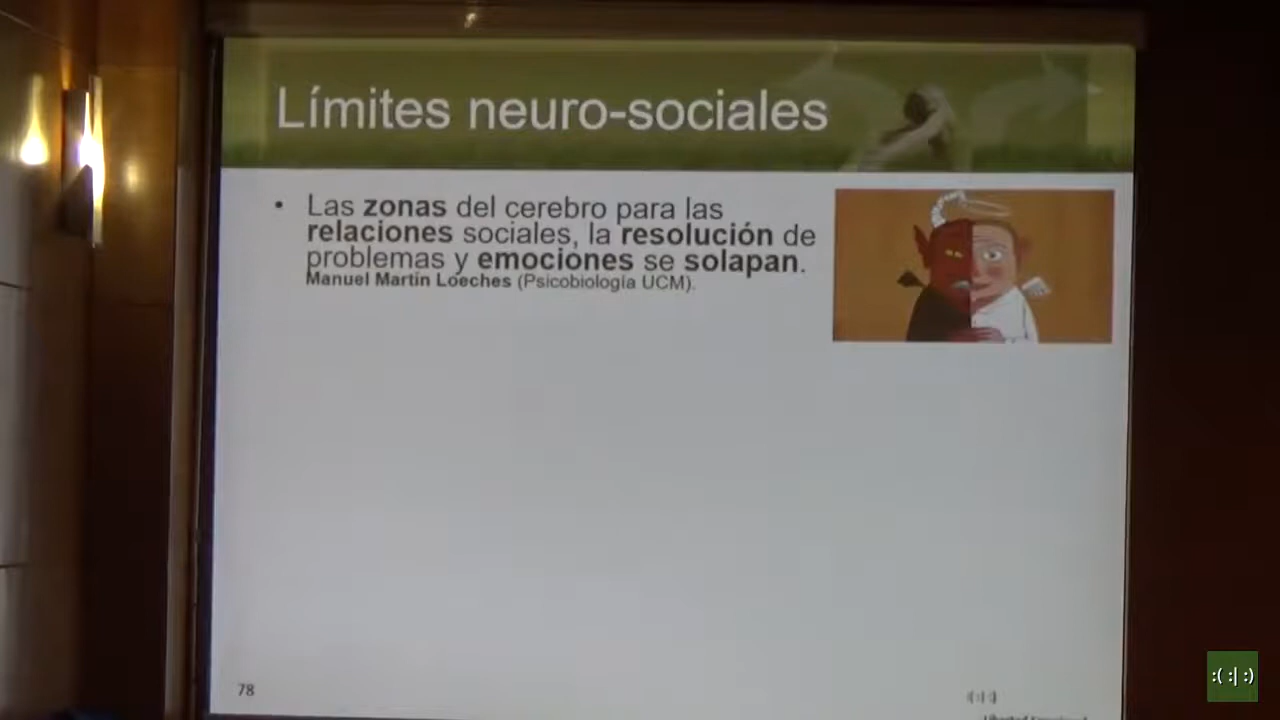 Límites neuro-sociales
• Las zonas del cerebro para las
relaciones sociales, la resolución de
problemas y emociones se solapan.
Manuel Martín Loeches (Psicobiología UCM).
78
:( :| :)
:( :| :)